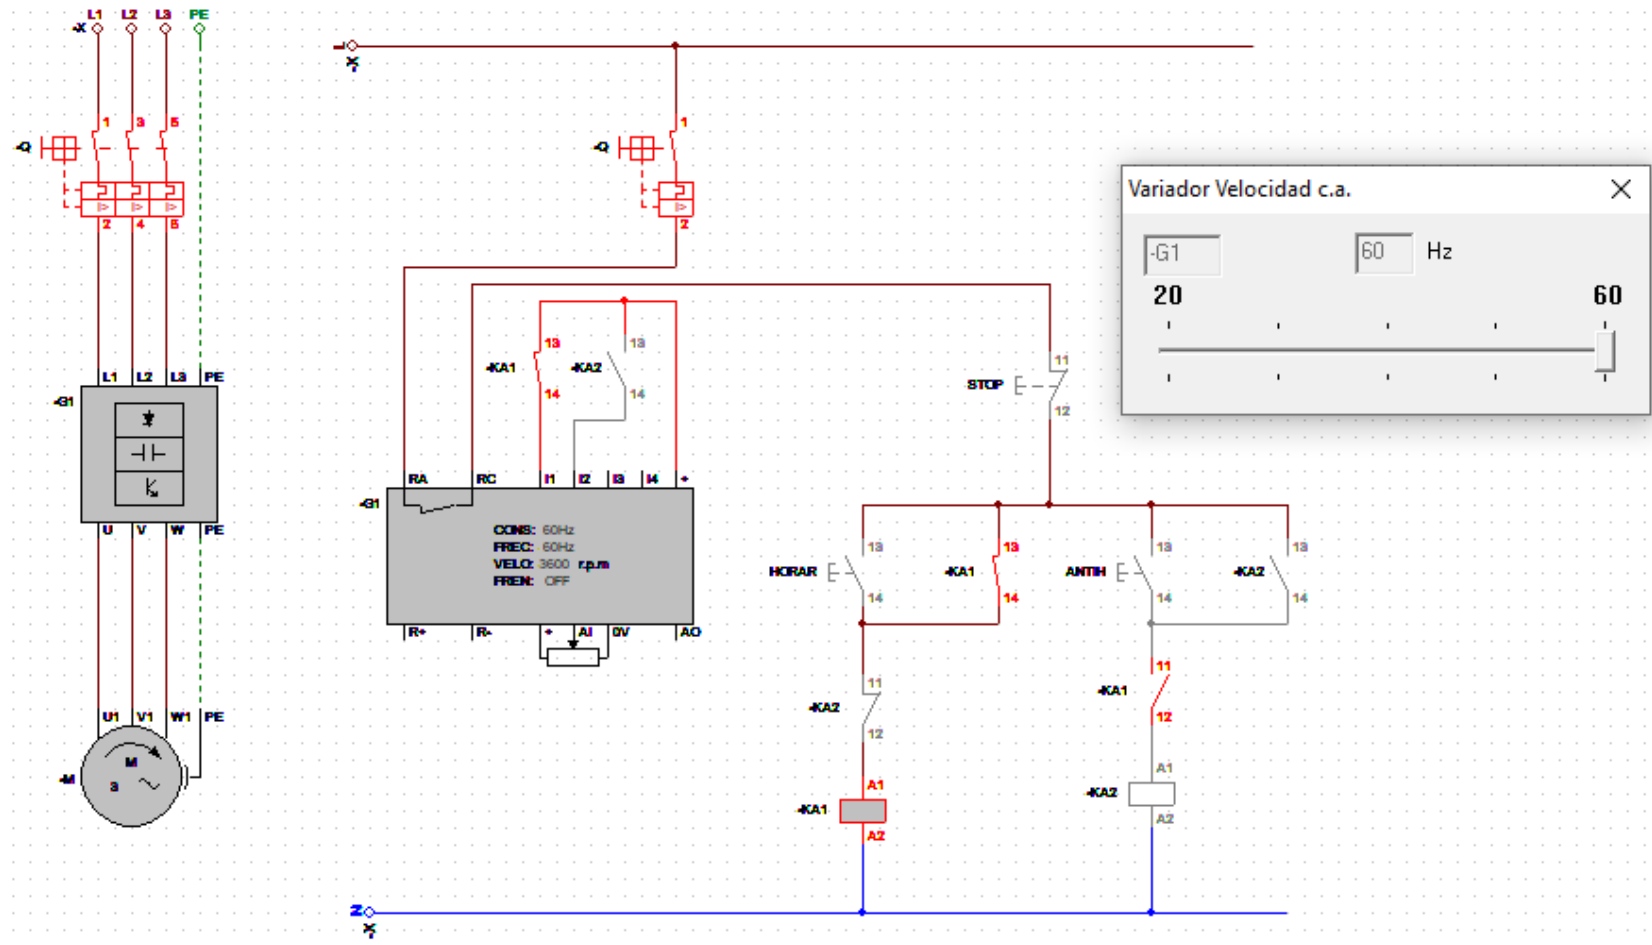 L1 L2 L3 PE
-X
L
-X
1 3 5
-Q
2 4 6
1
-Q
2
Variador Velocidad c.a.
-G1 60 Hz
20 60
13 13
-KA1 -KA2
14 14
11
STOP
12
L1 L2 L3 PE
-G1
U V W PE
RA RC I1 I2 I3 I4 +
-G1
CONS: 60Hz
FREC: 60Hz
VELO: 3600 r.p.m
FREN: OFF
R+ R- + AI 0V AO
13 13 13 13
HORAR -KA1 ANTIH -KA2
14 14 14 14
11 11
-KA2 -KA1
12 12
U1 V1 W1 PE
M
-M
3
A1 A1
-KA1 -KA2
A2 A2
N
-X